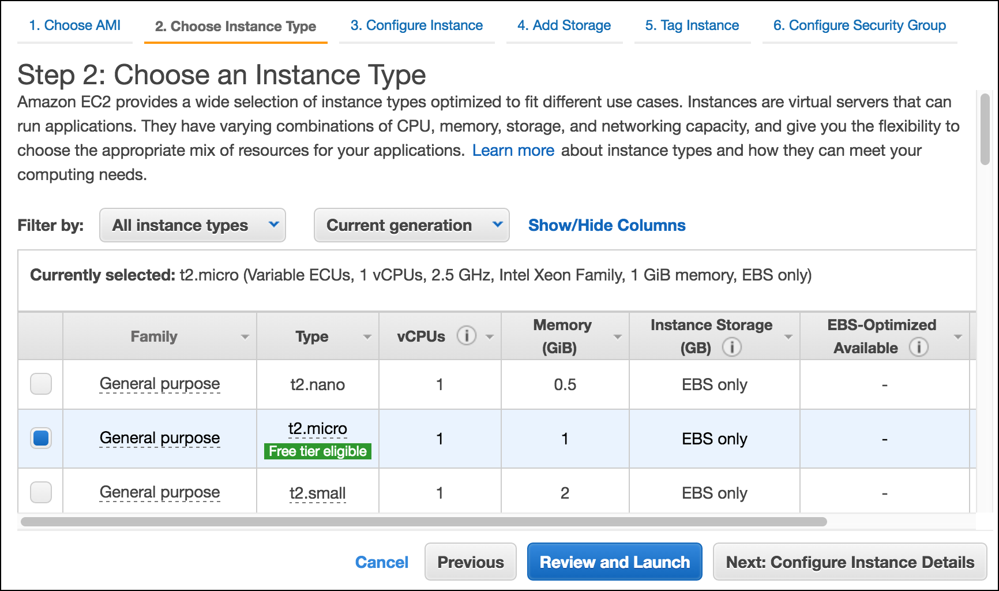 1. Choose AMI 2. Choose Instance Type 3. Configure Instance 4. Add Storage 5. Tag Instance 6. Configure Security Group
Step 2: Choose an Instance Type
Amazon EC2 provides a wide selection of instance types optimized to fit different use cases. Instances are virtual servers that can
run applications. They have varying combinations of CPU, memory, storage, and networking capacity, and give you the flexibility to
choose the appropriate mix of resources for your applications. Learn more about instance types and how they can meet your
computing needs.
Filter by: All instance types Current generation Show/Hide Columns
Currently selected: t2.micro (Variable ECUs, 1 vCPUs, 2.5 GHz, Intel Xeon Family, 1 GiB memory, EBS only)
Family Type vCPUs i Memory (GiB) Instance Storage (GB) i EBS-Optimized Available i
General purpose t2.nano 1 0.5 EBS only -
General purpose t2.micro Free tier eligible 1 1 EBS only -
General purpose t2.small 1 2 EBS only -
Cancel Previous Review and Launch Next: Configure Instance Details